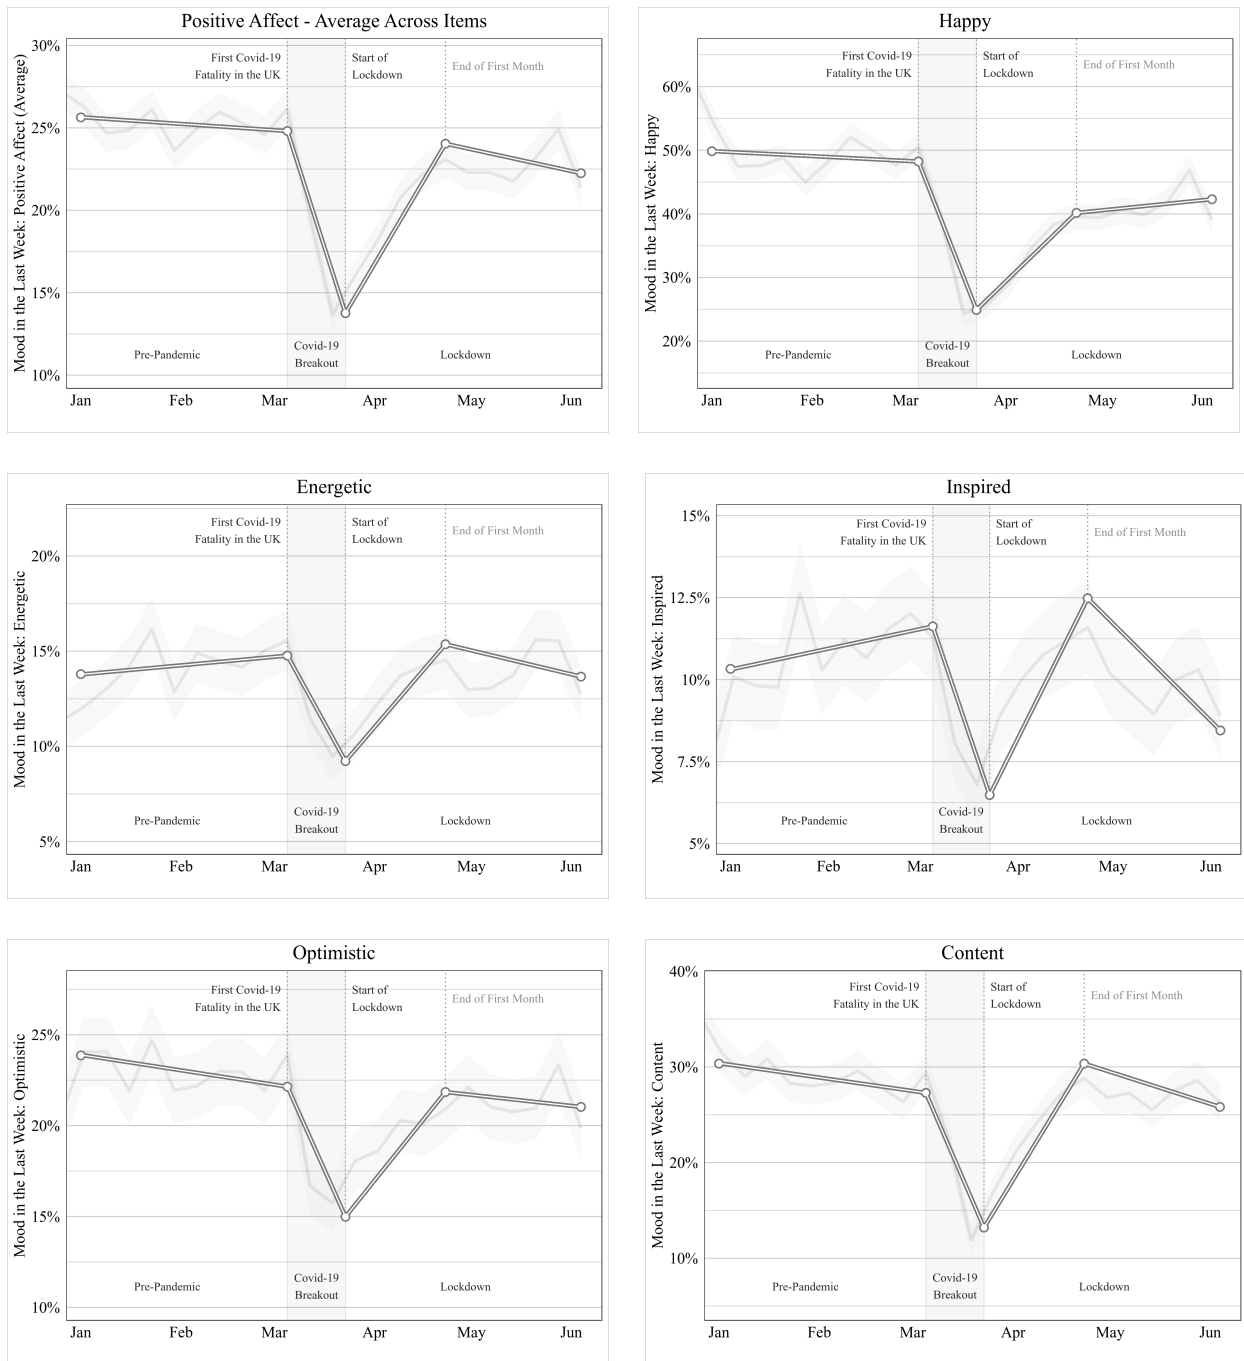 Positive Affect - Average Across Items
Mood in the Last Week: Positive Affect (Average)
30%
25%
20%
15%
10%
First Covid-19
Fatality in the UK
Start of
Lockdown
End of First Month
Pre-Pandemic
Covid-19
Breakout
Lockdown
Jan Feb Mar Apr May Jun
Happy
Mood in the Last Week: Happy
60%
50%
40%
30%
20%
First Covid-19
Fatality in the UK
Start of
Lockdown
End of First Month
Pre-Pandemic
Covid-19
Breakout
Lockdown
Jan Feb Mar Apr May Jun
Energetic
Mood in the Last Week: Energetic
20%
15%
10%
5%
First Covid-19
Fatality in the UK
Start of
Lockdown
End of First Month
Pre-Pandemic
Covid-19
Breakout
Lockdown
Jan Feb Mar Apr May Jun
Inspired
Mood in the Last Week: Inspired
15%
12.5%
10%
7.5%
5%
First Covid-19
Fatality in the UK
Start of
Lockdown
End of First Month
Pre-Pandemic
Covid-19
Breakout
Lockdown
Jan Feb Mar Apr May Jun
Optimistic
Mood in the Last Week: Optimistic
25%
20%
15%
10%
First Covid-19
Fatality in the UK
Start of
Lockdown
End of First Month
Pre-Pandemic
Covid-19
Breakout
Lockdown
Jan Feb Mar Apr May Jun
Content
Mood in the Last Week: Content
40%
30%
20%
10%
First Covid-19
Fatality in the UK
Start of
Lockdown
End of First Month
Pre-Pandemic
Covid-19
Breakout
Lockdown
Jan Feb Mar Apr May Jun